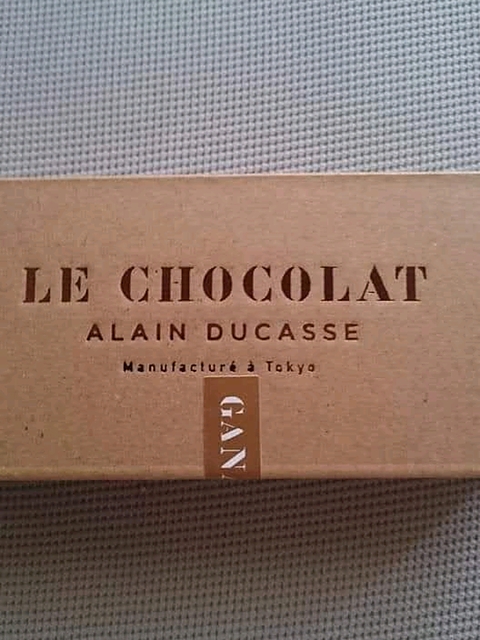 LE CHOCOLAT
ALAIN DUCASSE
Manufacturé à Tokyo
GAN